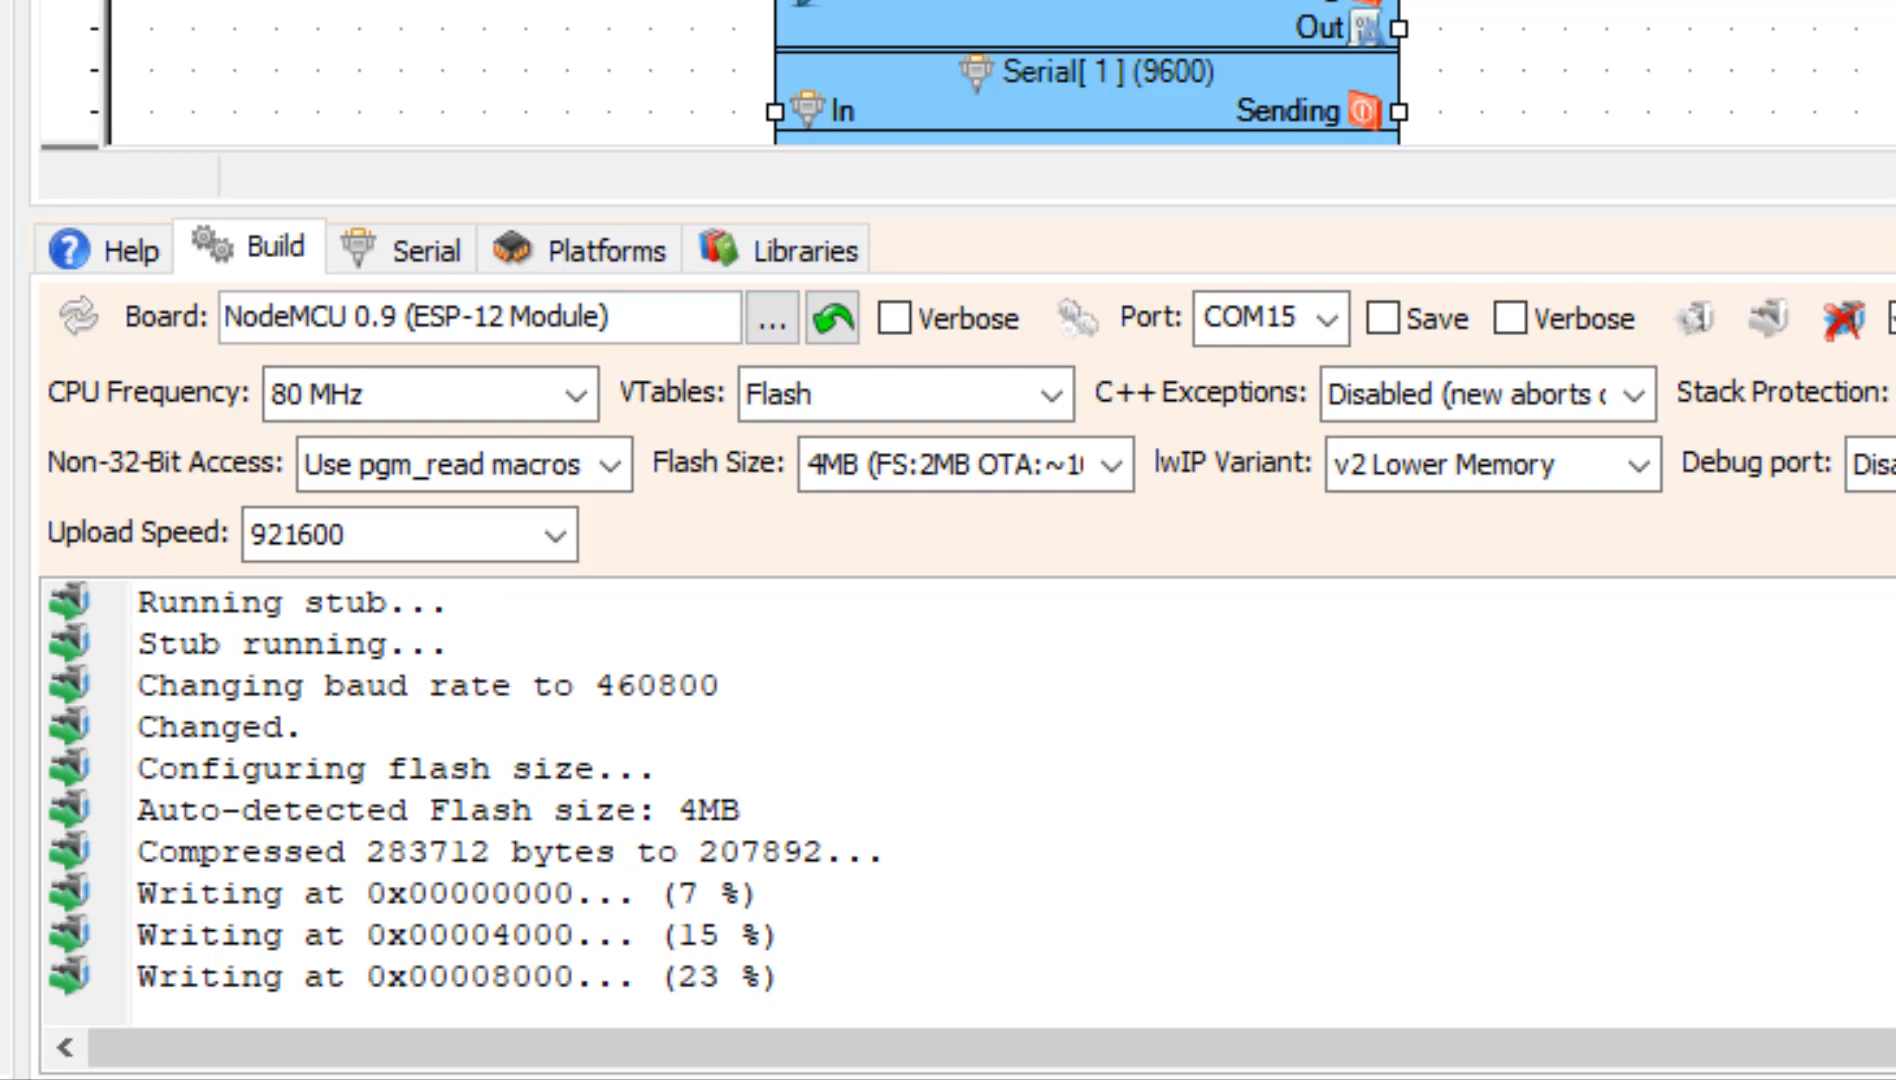 Out
Serial[ 1 ] (9600)
In Sending
Help Build Serial Platforms Libraries
Board: NodeMCU 0.9 (ESP-12 Module) ... Verbose Port: COM15 Save Verbose
CPU Frequency: 80 MHz VTables: Flash C++ Exceptions: Disabled (new aborts Stack Protection:
Non-32-Bit Access: Use pgm_read macros Flash Size: 4MB (FS:2MB OTA:~1 lwIP Variant: v2 Lower Memory Debug port: Disa
Upload Speed: 921600
Running stub...
Stub running...
Changing baud rate to 460800
Changed.
Configuring flash size...
Auto-detected Flash size: 4MB
Compressed 283712 bytes to 207892...
Writing at 0x00000000... (7 %)
Writing at 0x00004000... (15 %)
Writing at 0x00008000... (23 %)